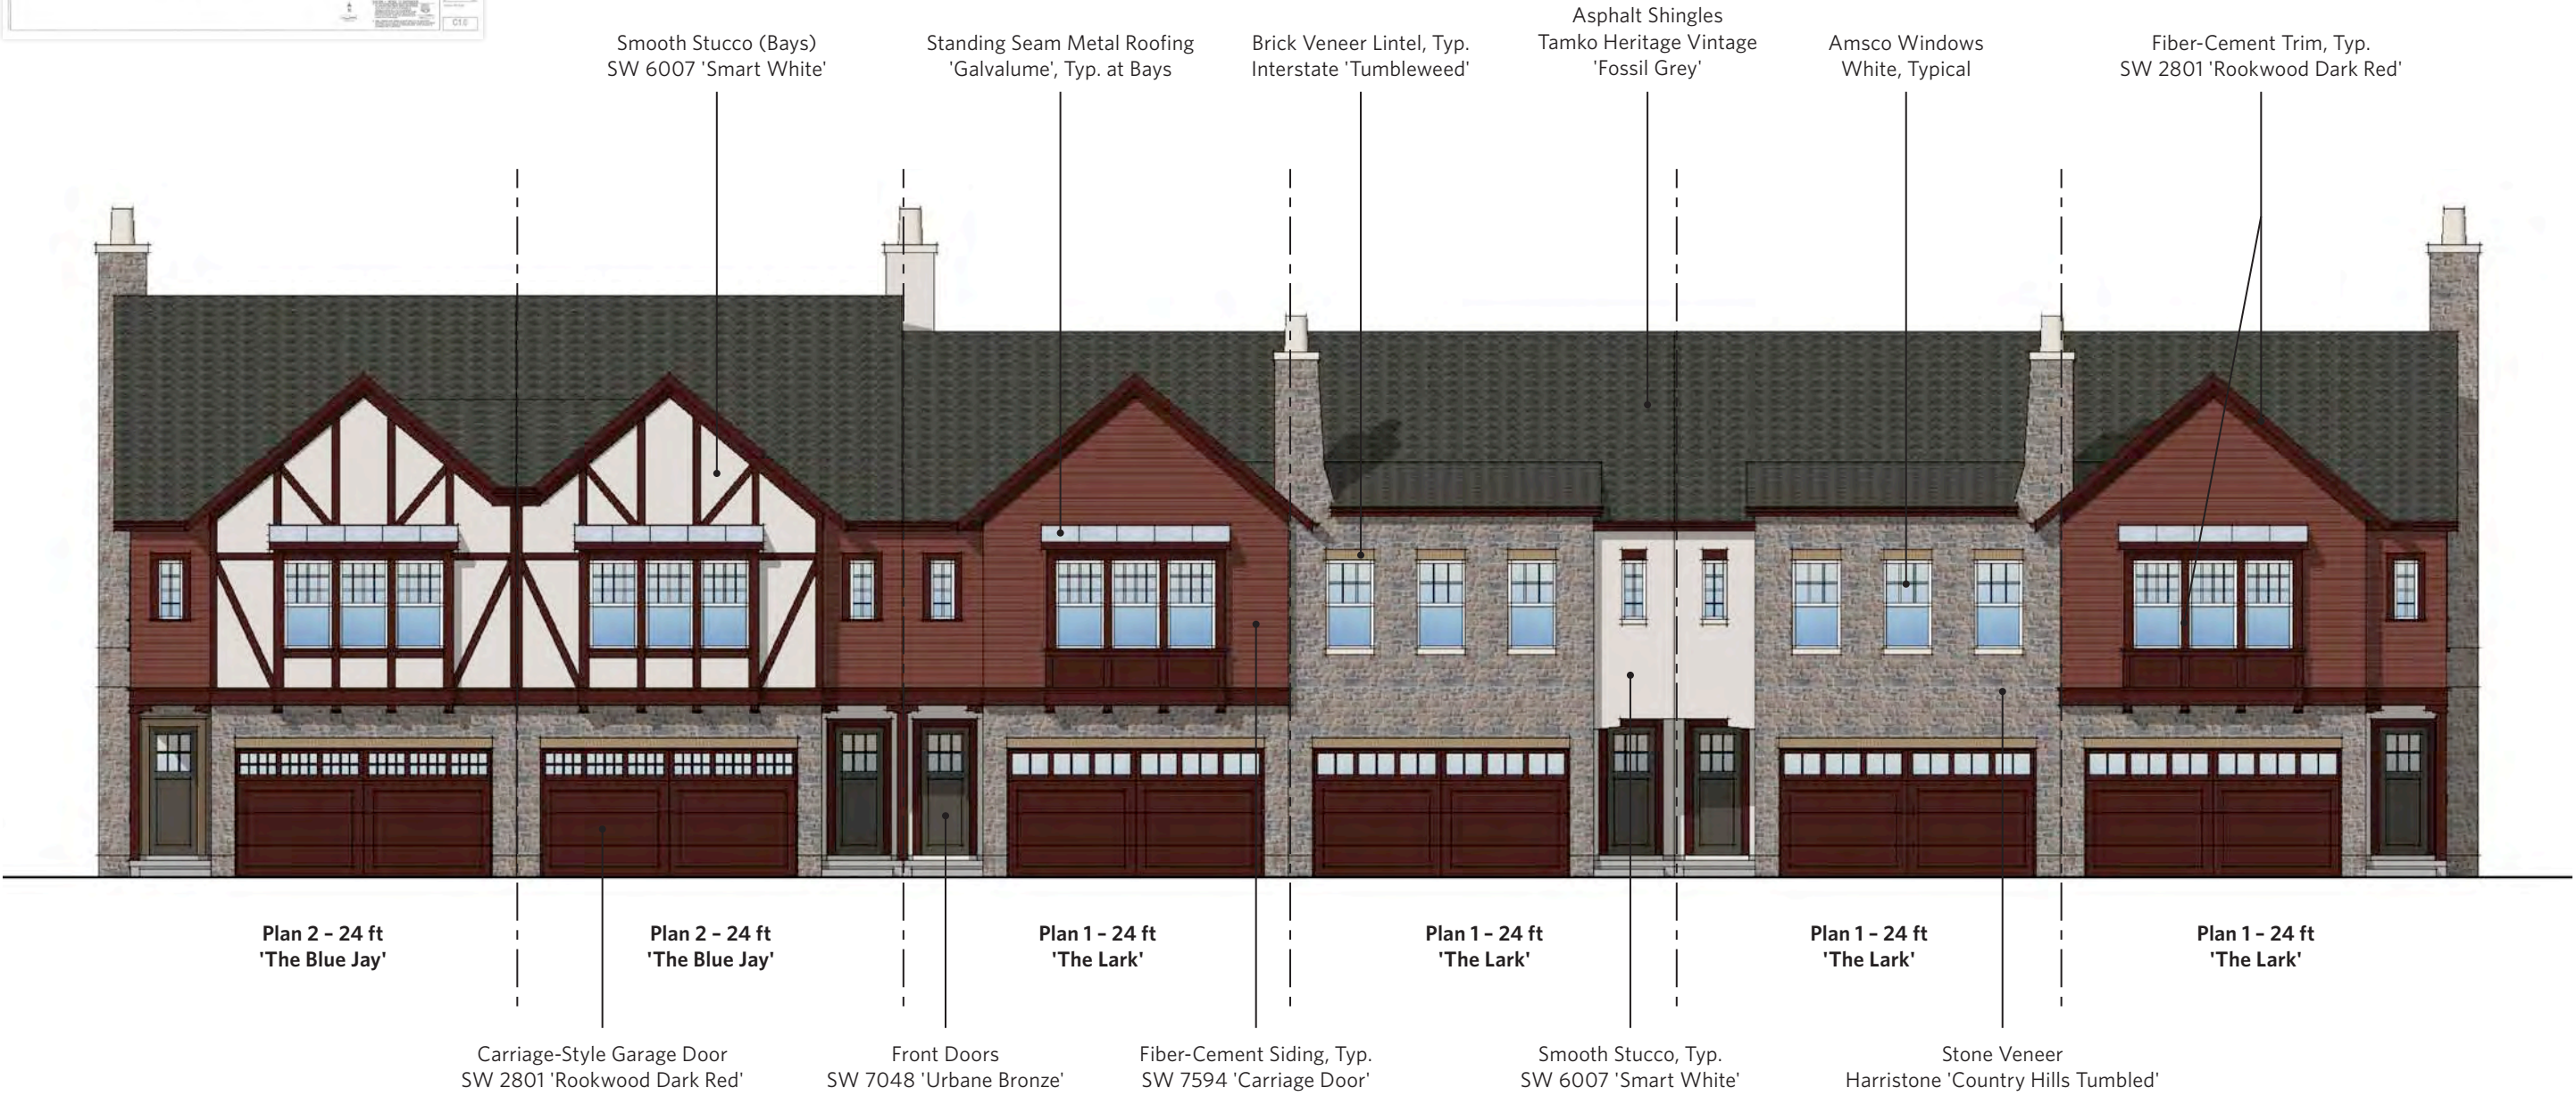 C1.0
Smooth Stucco (Bays)
SW 6007 'Smart White'
Standing Seam Metal Roofing
'Galvalume', Typ. at Bays
Brick Veneer Lintel, Typ.
Interstate 'Tumbleweed'
Asphalt Shingles
Tamko Heritage Vintage
'Fossil Grey'
Amsco Windows
White, Typical
Fiber-Cement Trim, Typ.
SW 2801 'Rookwood Dark Red'
Plan 2 – 24 ft
'The Blue Jay'
Plan 2 – 24 ft
'The Blue Jay'
Plan 1 – 24 ft
'The Lark'
Plan 1 – 24 ft
'The Lark'
Plan 1 – 24 ft
'The Lark'
Plan 1 – 24 ft
'The Lark'
Carriage-Style Garage Door
SW 2801 'Rookwood Dark Red'
Front Doors
SW 7048 'Urbane Bronze'
Fiber-Cement Siding, Typ.
SW 7594 'Carriage Door'
Smooth Stucco, Typ.
SW 6007 'Smart White'
Stone Veneer
Harristone 'Country Hills Tumbled'